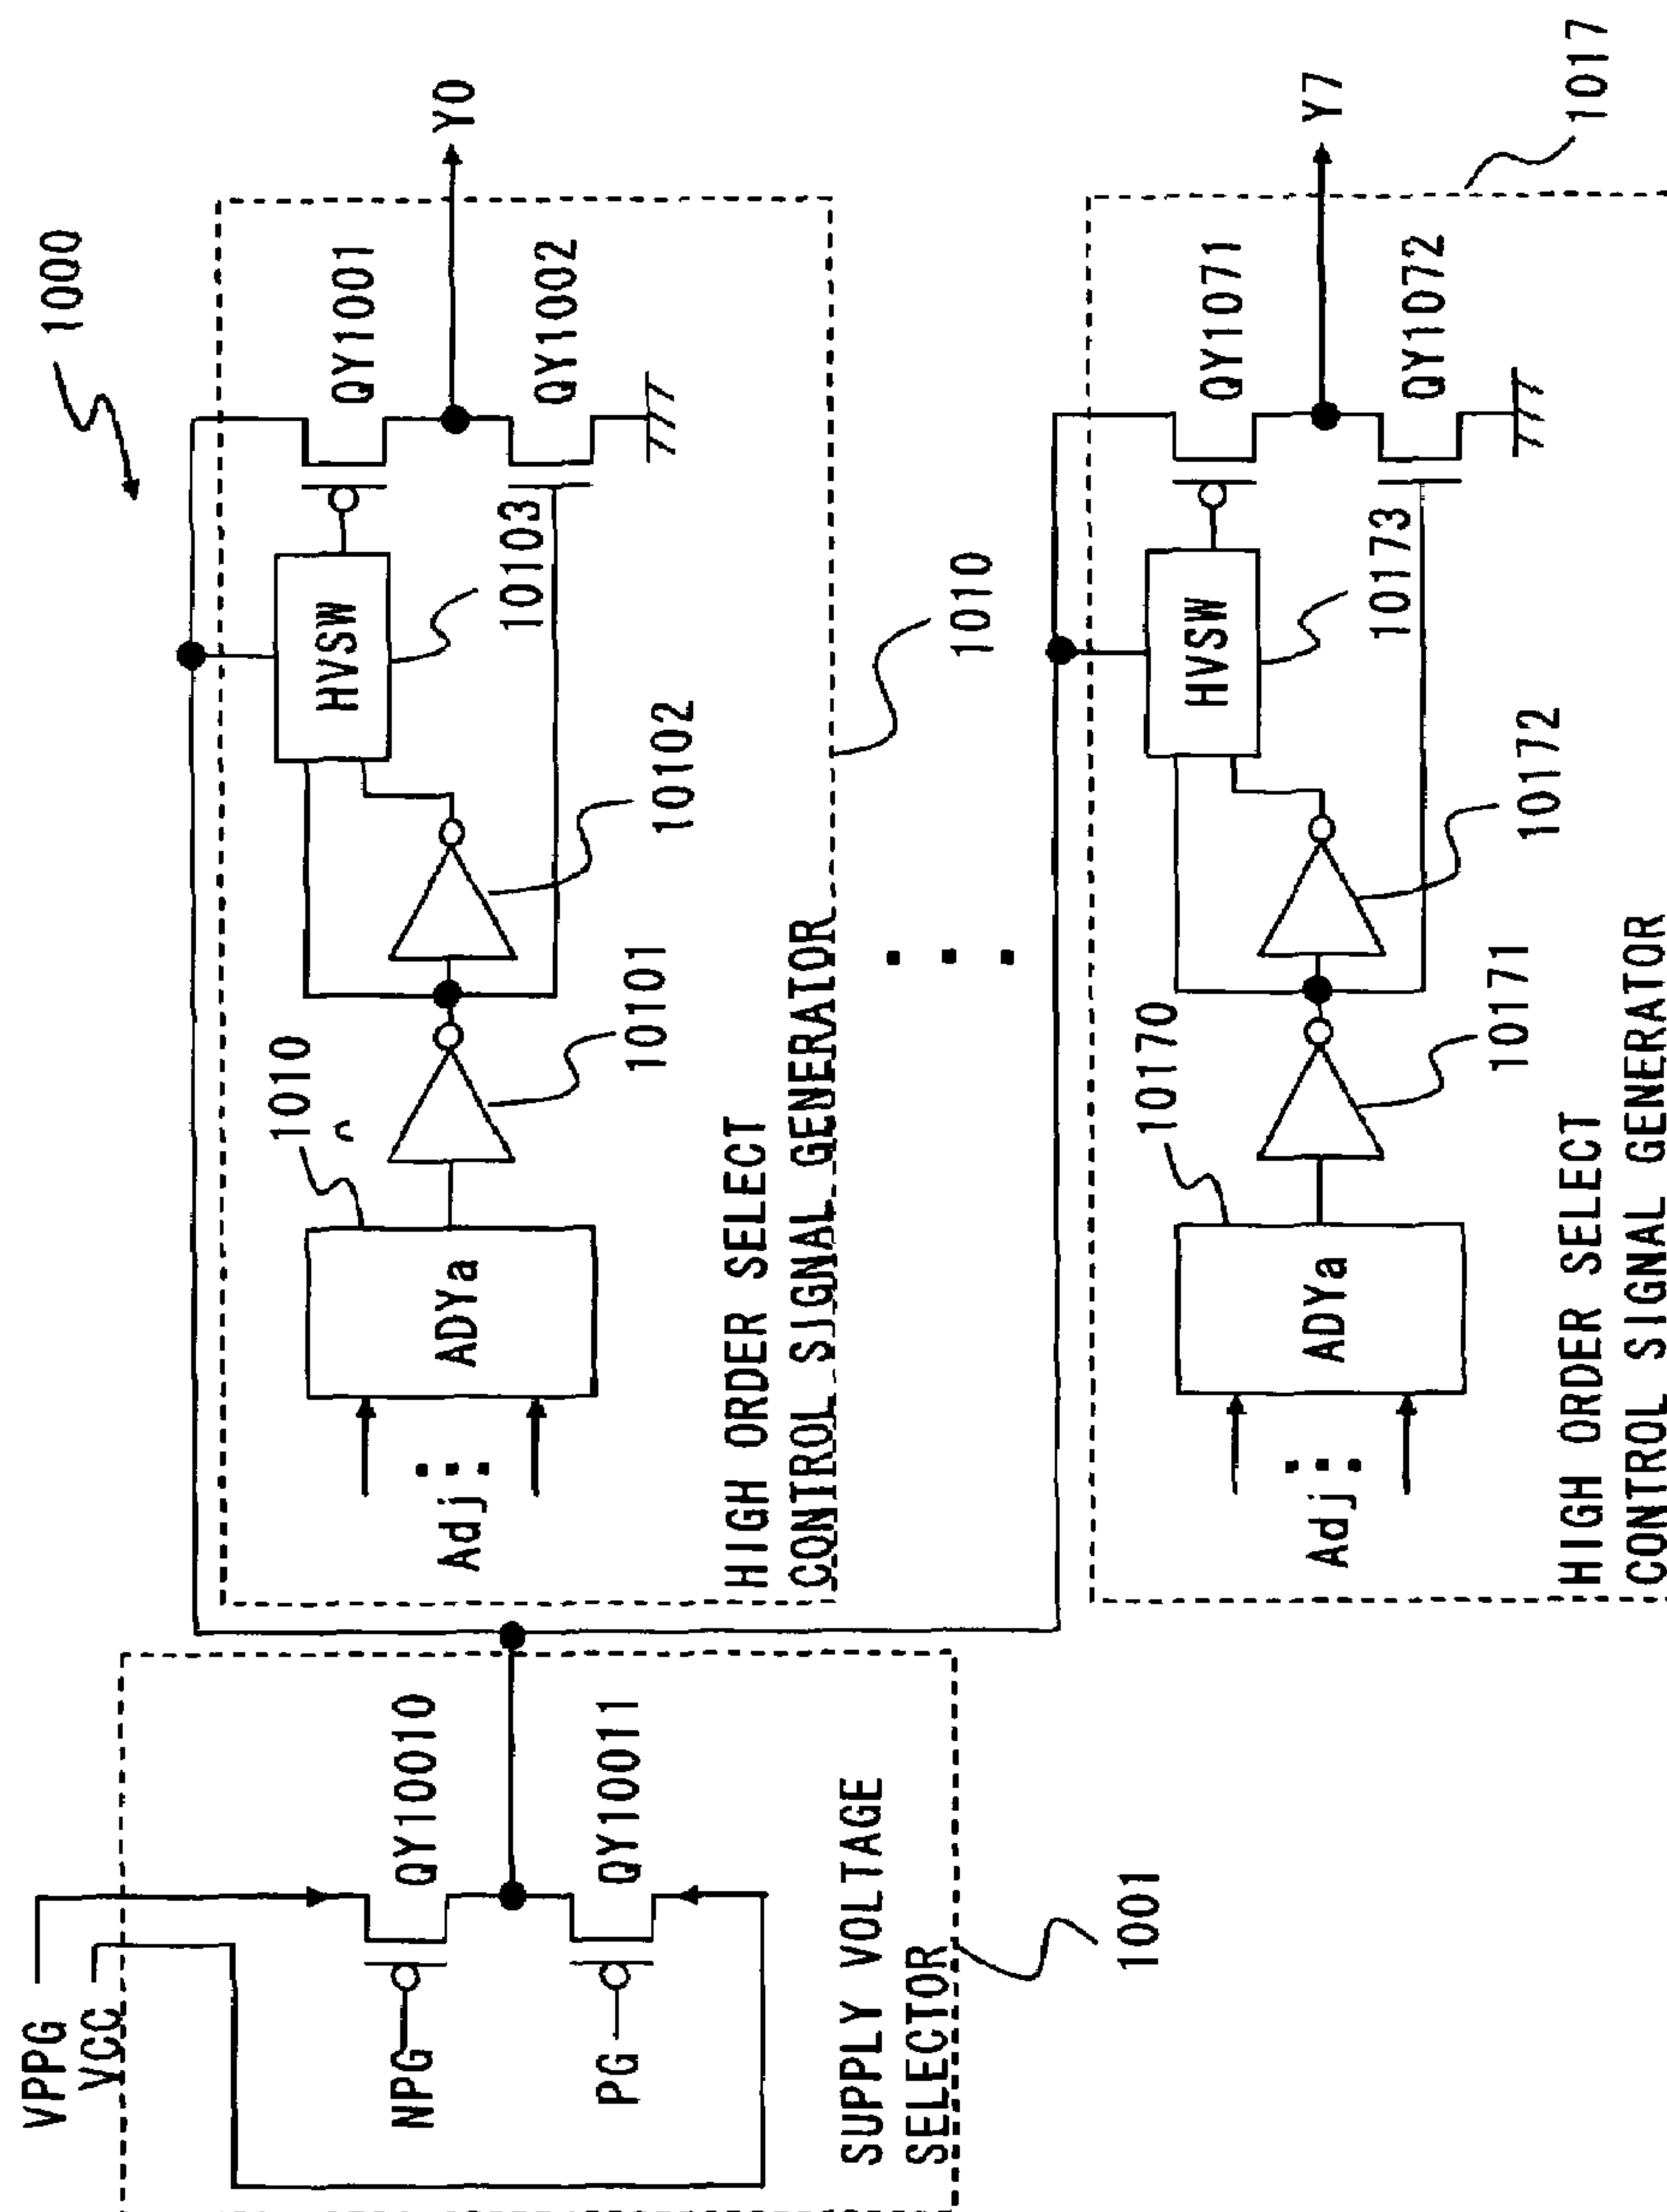 1000
VPPG
VCC
NPG
QY10010
PG
QY10011
SUPPLY VOLTAGE
SELECTOR
1001
Adj
ADYa
1010
10101
10102
HVSW
10103
QY1001
QY1002
Y0
HIGH ORDER SELECT
CONTROL SIGNAL GENERATOR
1010
Adj
ADYa
10170
10171
10172
HVSW
10173
QY1071
QY1072
Y7
HIGH ORDER SELECT
CONTROL SIGNAL GENERATOR
1017